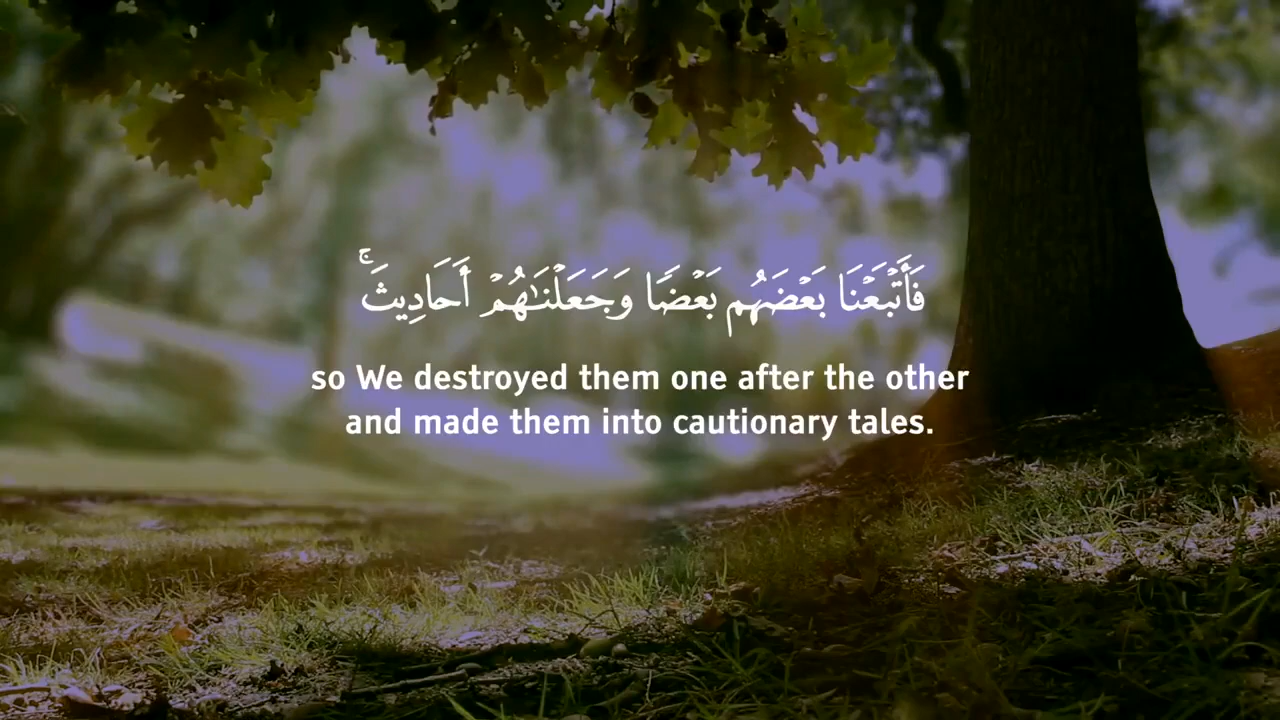 فَأَتْبَعْنَا بَعْضَهُم بَعْضًا وَجَعَلْنَـٰهُمْ أَحَادِيثَ ۚ
so We destroyed them one after the other
and made them into cautionary tales.